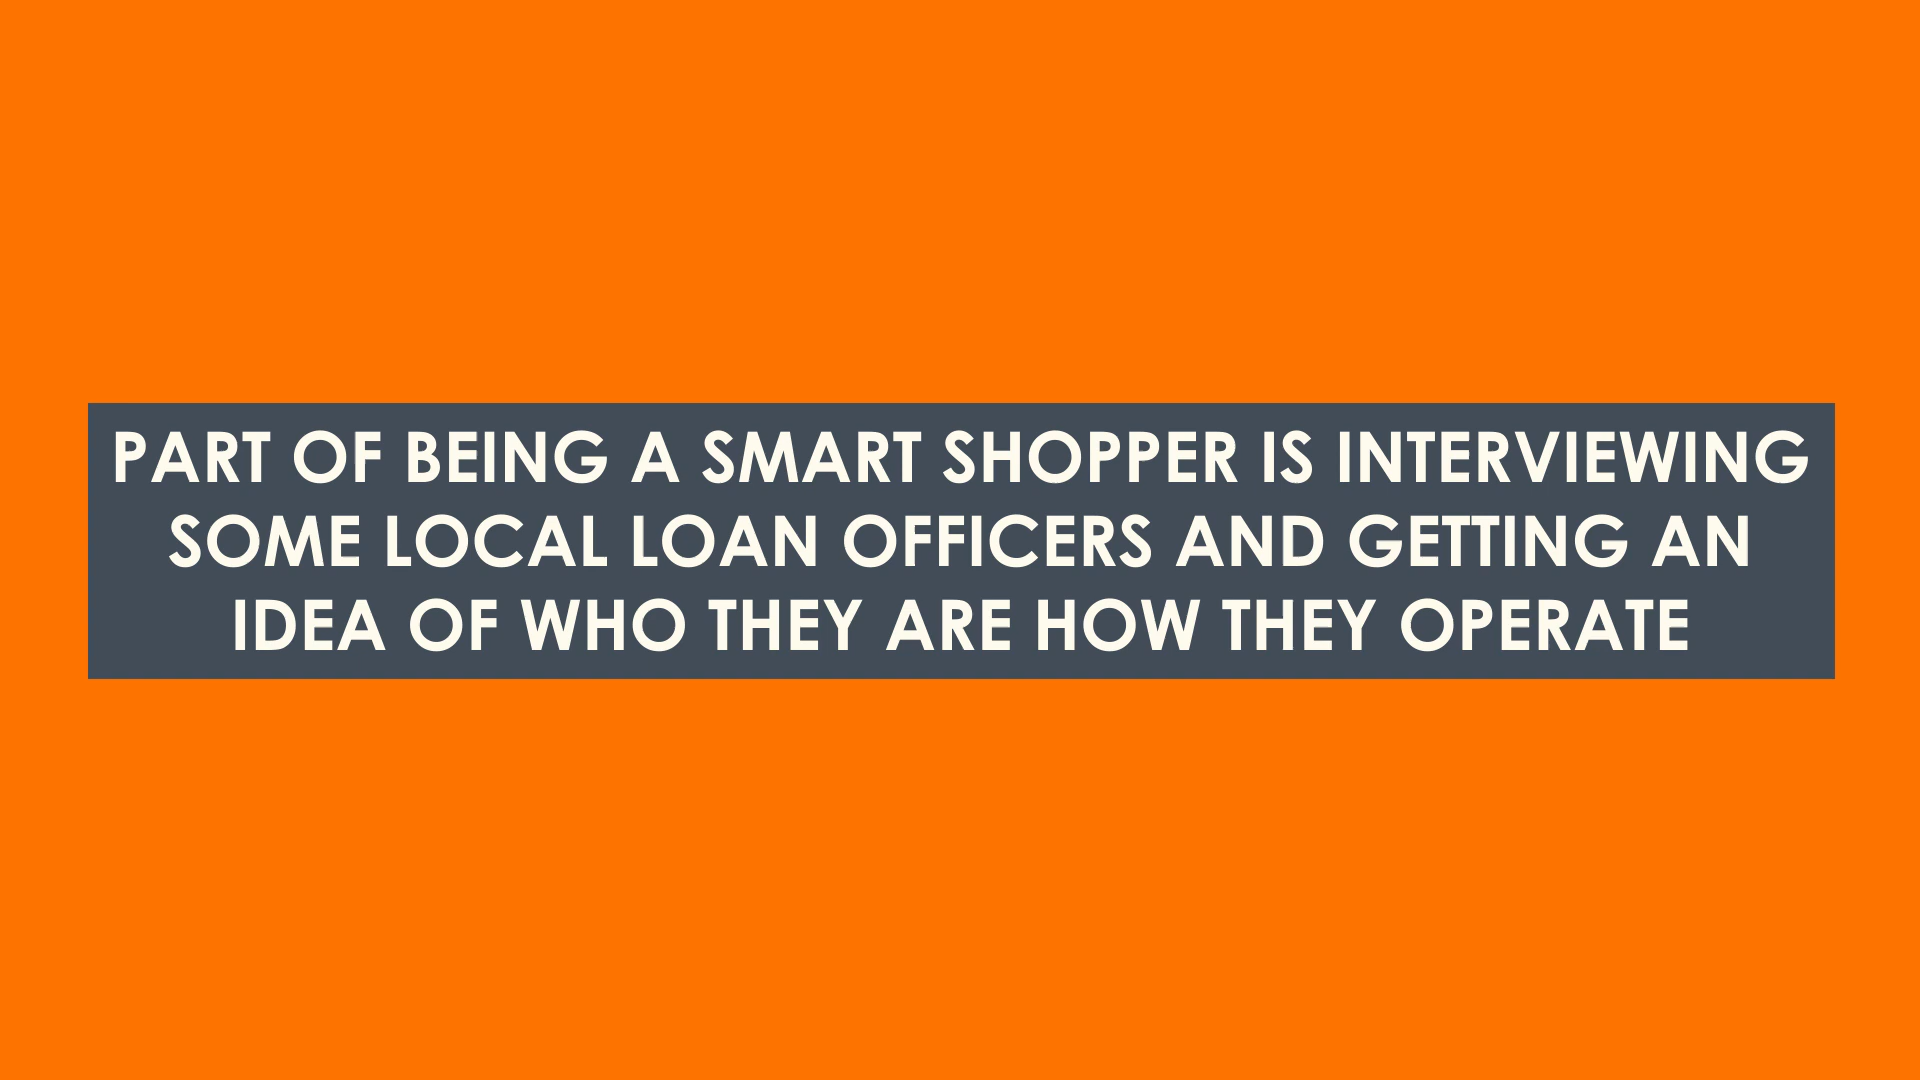 PART OF BEING A SMART SHOPPER IS INTERVIEWING
SOME LOCAL LOAN OFFICERS AND GETTING AN
IDEA OF WHO THEY ARE HOW THEY OPERATE